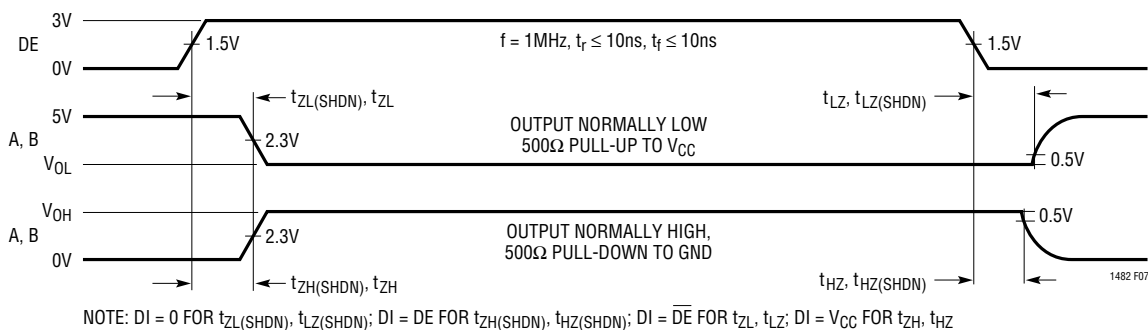 3V
DE
1.5V
f = 1MHz, tr ≤ 10ns, tf ≤ 10ns
1.5V
0V
tZL(SHDN), tZL
tLZ, tLZ(SHDN)
5V
A, B
2.3V
OUTPUT NORMALLY LOW
500Ω PULL-UP TO VCC
0.5V
VOL
VOH
A, B
2.3V
OUTPUT NORMALLY HIGH,
500Ω PULL-DOWN TO GND
0.5V
0V
tZH(SHDN), tZH
tHZ, tHZ(SHDN)
1482 F07
NOTE: DI = 0 FOR tZL(SHDN), tLZ(SHDN); DI = DE FOR tZH(SHDN), tHZ(SHDN); DI = D̅E̅ FOR tZL, tLZ; DI = VCC FOR tZH, tHZ